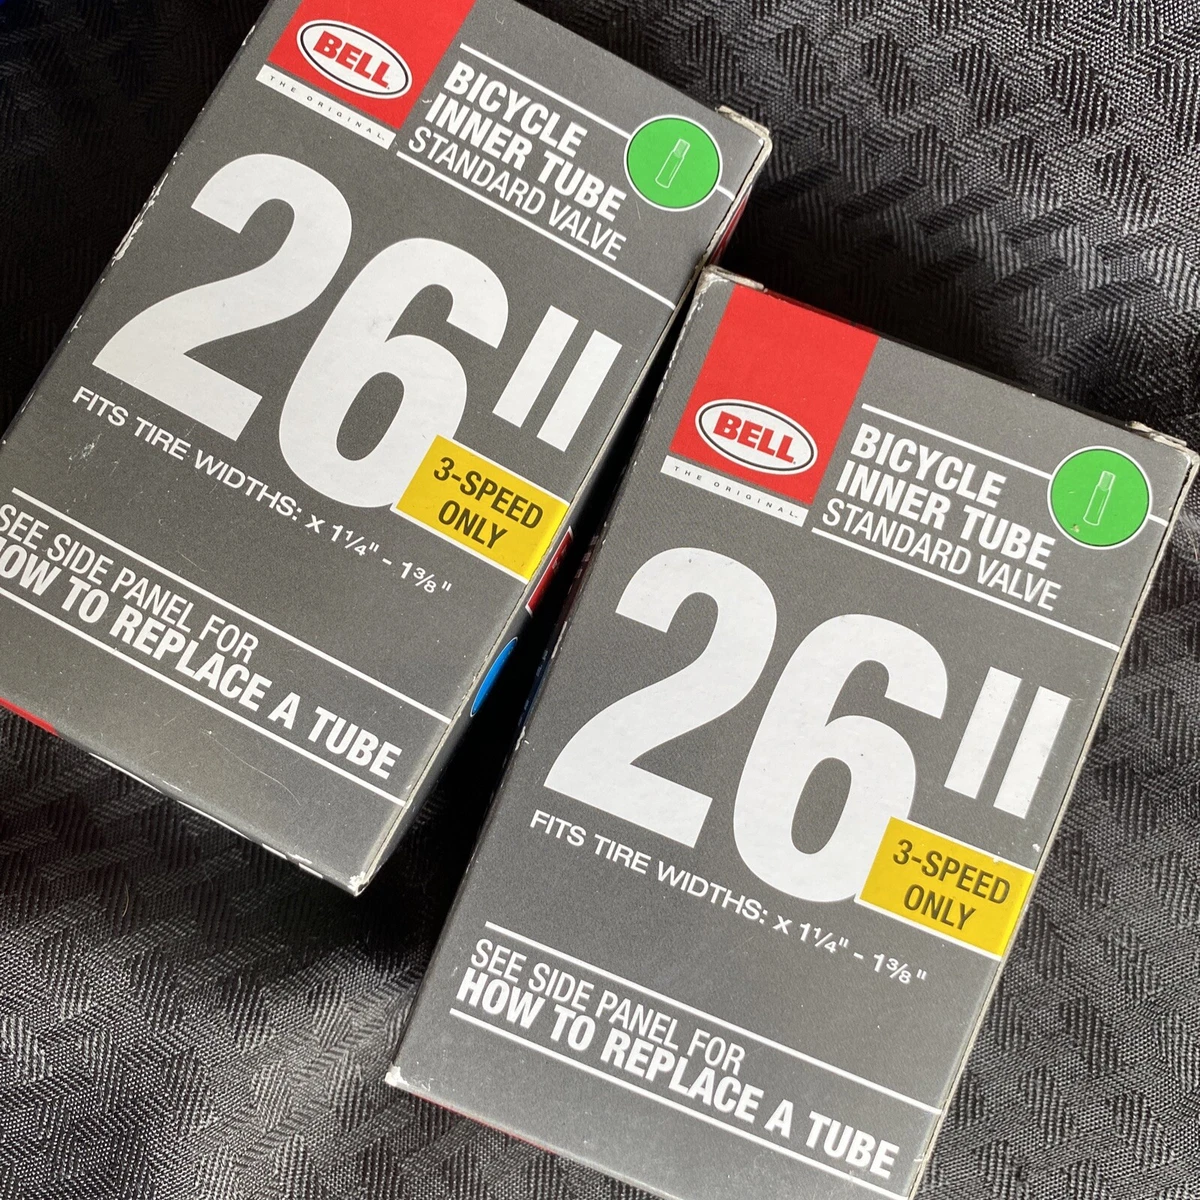 BELL
THE ORIGINAL.
BICYCLE
INNER TUBE
STANDARD VALVE
26"
3-SPEED
ONLY
FITS TIRE WIDTHS: x 1¼" - 1⅜"
SEE SIDE PANEL FOR
HOW TO REPLACE A TUBE
BELL
THE ORIGINAL.
BICYCLE
INNER TUBE
STANDARD VALVE
26"
3-SPEED
ONLY
FITS TIRE WIDTHS: x 1¼" - 1⅜"
SEE SIDE PANEL FOR
HOW TO REPLACE A TUBE